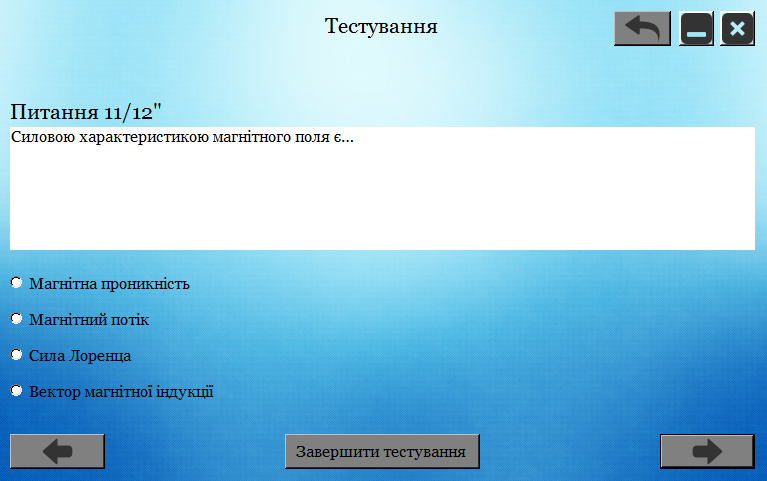 Тестування
Питання 11/12"
Силовою характеристикою магнітного поля є...
Магнітна проникність
Магнітний потік
Сила Лоренца
Вектор магнітної індукції
Завершити тестування